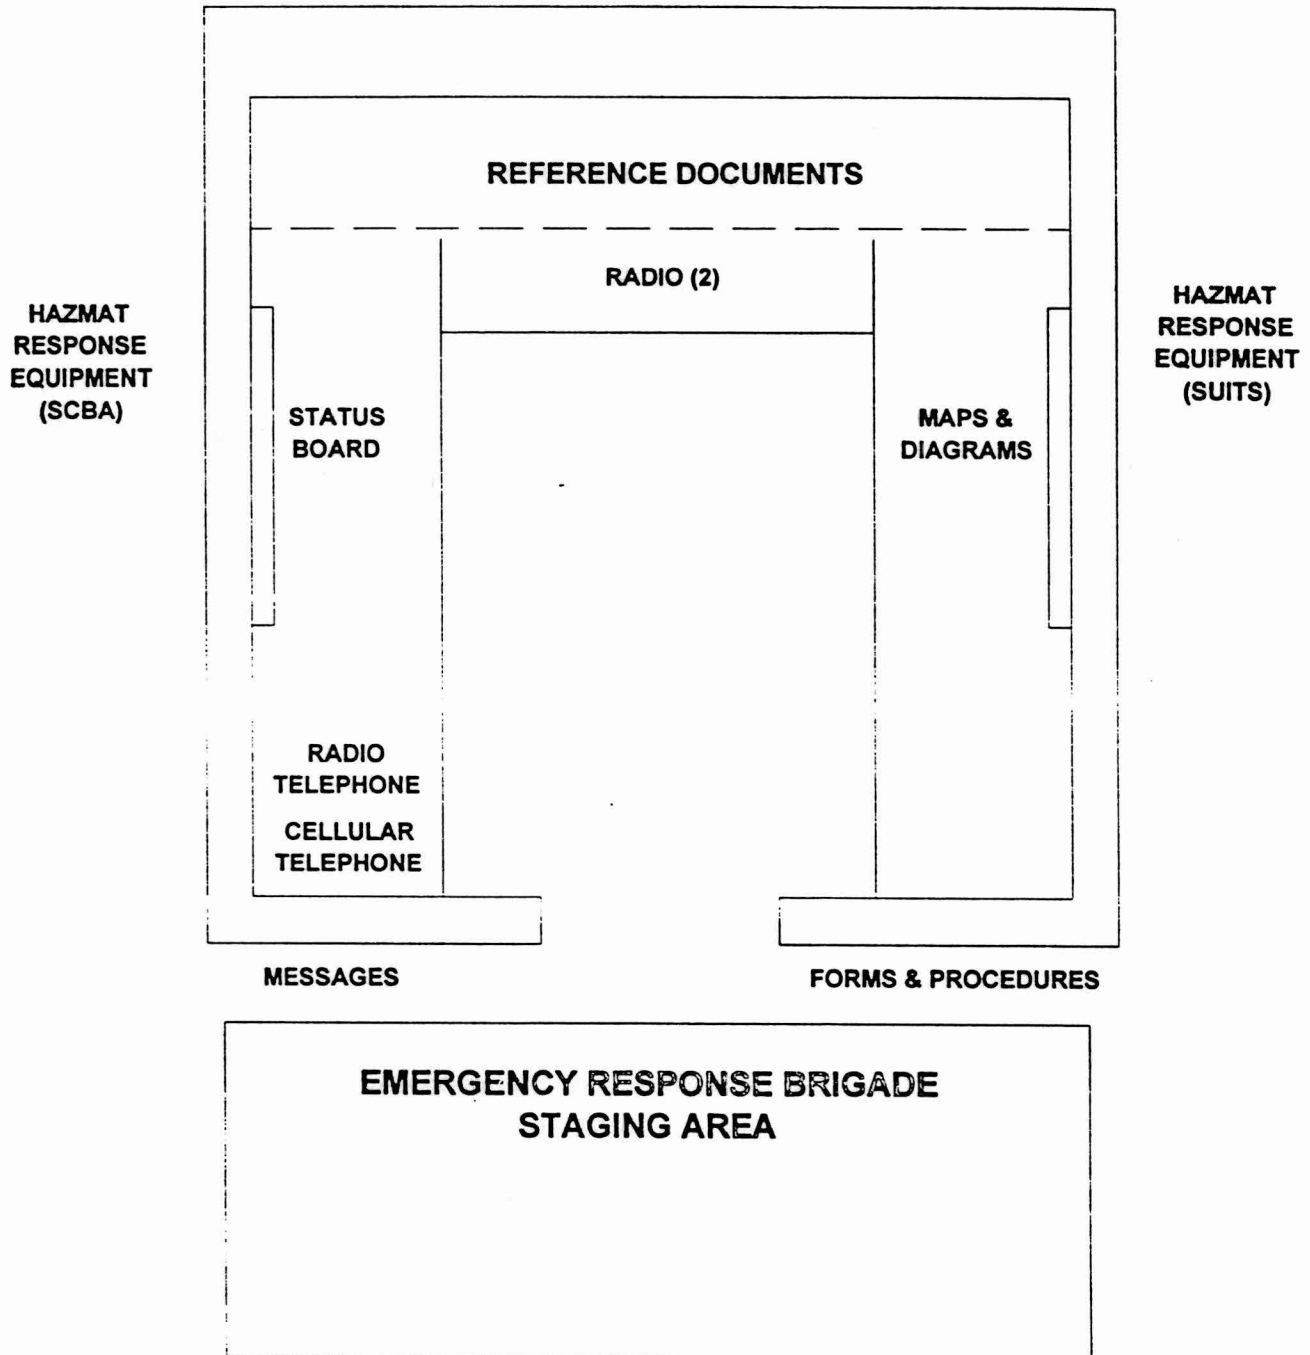 REFERENCE DOCUMENTS
RADIO (2)
HAZMAT
RESPONSE
EQUIPMENT
(SCBA)
STATUS
BOARD
MAPS &
DIAGRAMS
HAZMAT
RESPONSE
EQUIPMENT
(SUITS)
RADIO
TELEPHONE
CELLULAR
TELEPHONE
MESSAGES
FORMS & PROCEDURES
EMERGENCY RESPONSE BRIGADE
STAGING AREA